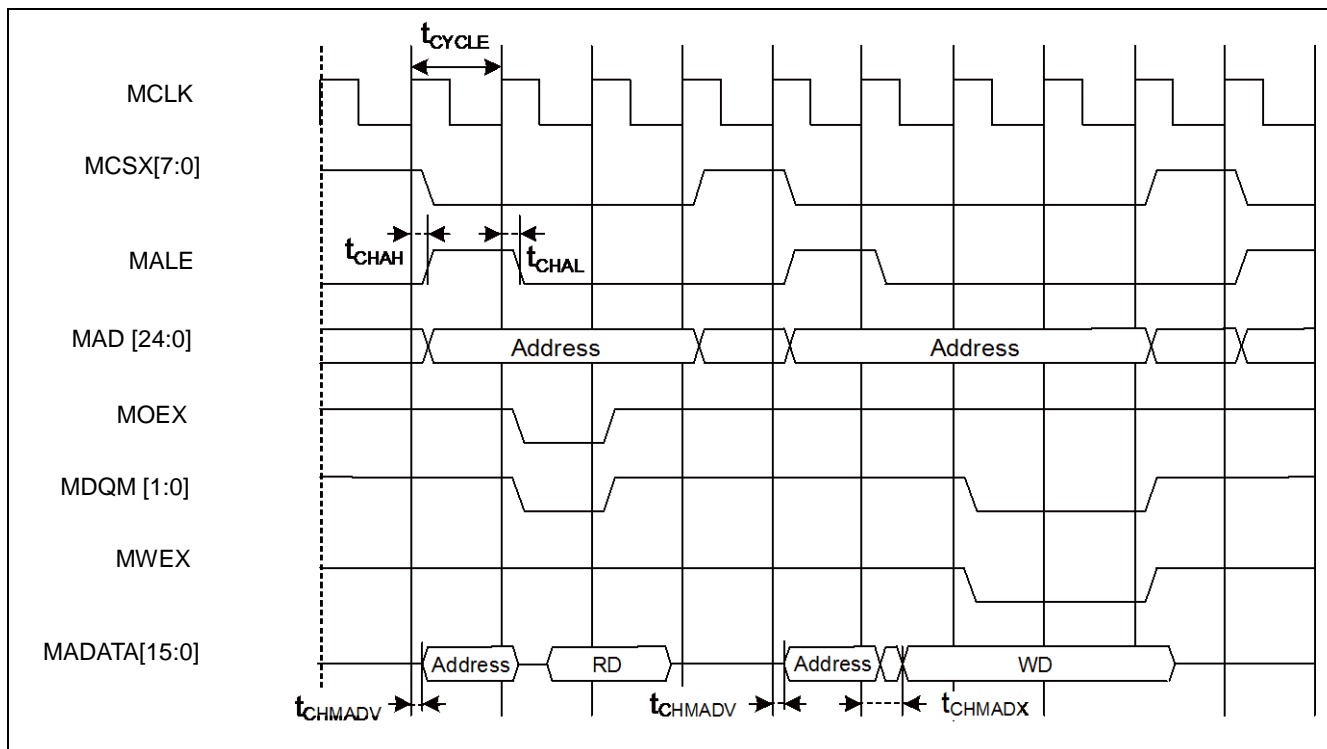 tCYCLE
MCLK
MCSX[7:0]
tCHAH
tCHAL
MALE
MAD [24:0]
Address
Address
MOEX
MDQM [1:0]
MWEX
MADATA[15:0]
Address
RD
Address
WD
tCHMADV
tCHMADV
tCHMADX